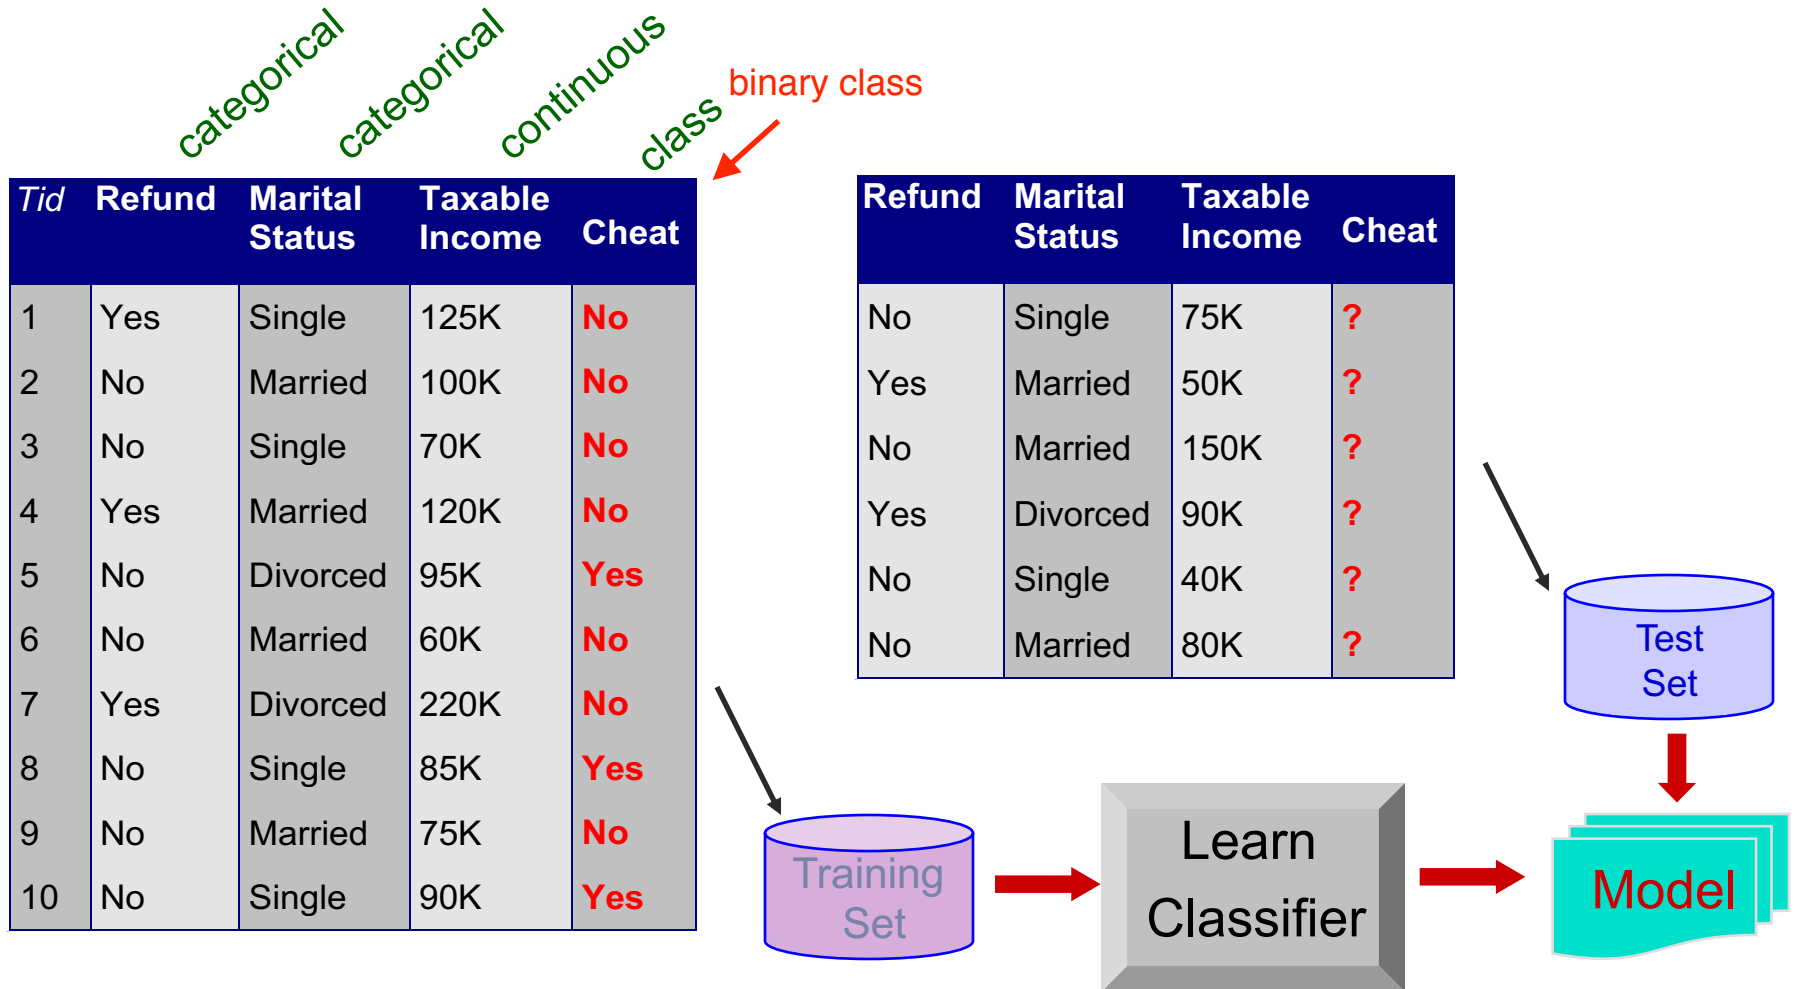 categorical
categorical
continuous
class
binary class
Tid Refund Marital Status Taxable Income Cheat
1 Yes Single 125K No
2 No Married 100K No
3 No Single 70K No
4 Yes Married 120K No
5 No Divorced 95K Yes
6 No Married 60K No
7 Yes Divorced 220K No
8 No Single 85K Yes
9 No Married 75K No
10 No Single 90K Yes
Refund Marital Status Taxable Income Cheat
No Single 75K ?
Yes Married 50K ?
No Married 150K ?
Yes Divorced 90K ?
No Single 40K ?
No Married 80K ?
Test
Set
Training
Set
Learn
Classifier
Model